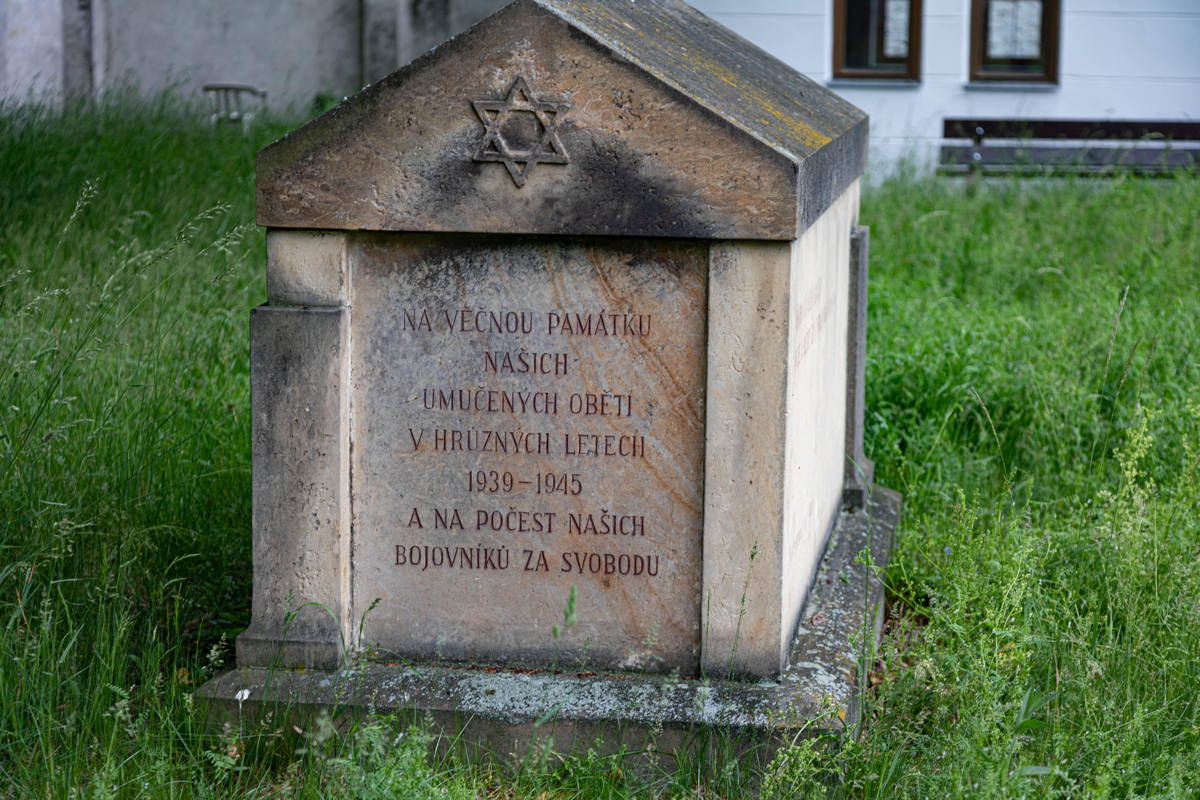 NA VĚČNOU PAMÁTKU
NAŠICH
UMUČENÝCH OBĚTÍ
V HRŮZNÝCH LETECH
1939–1945
A NA POČEST NAŠICH
BOJOVNÍKŮ ZA SVOBODU